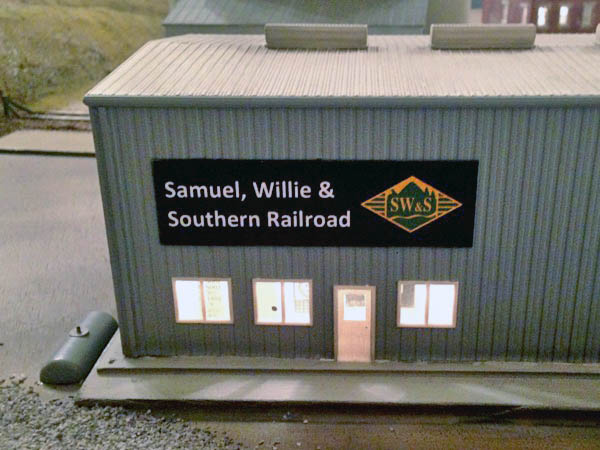 Samuel, Willie &
Southern Railroad
SW&S